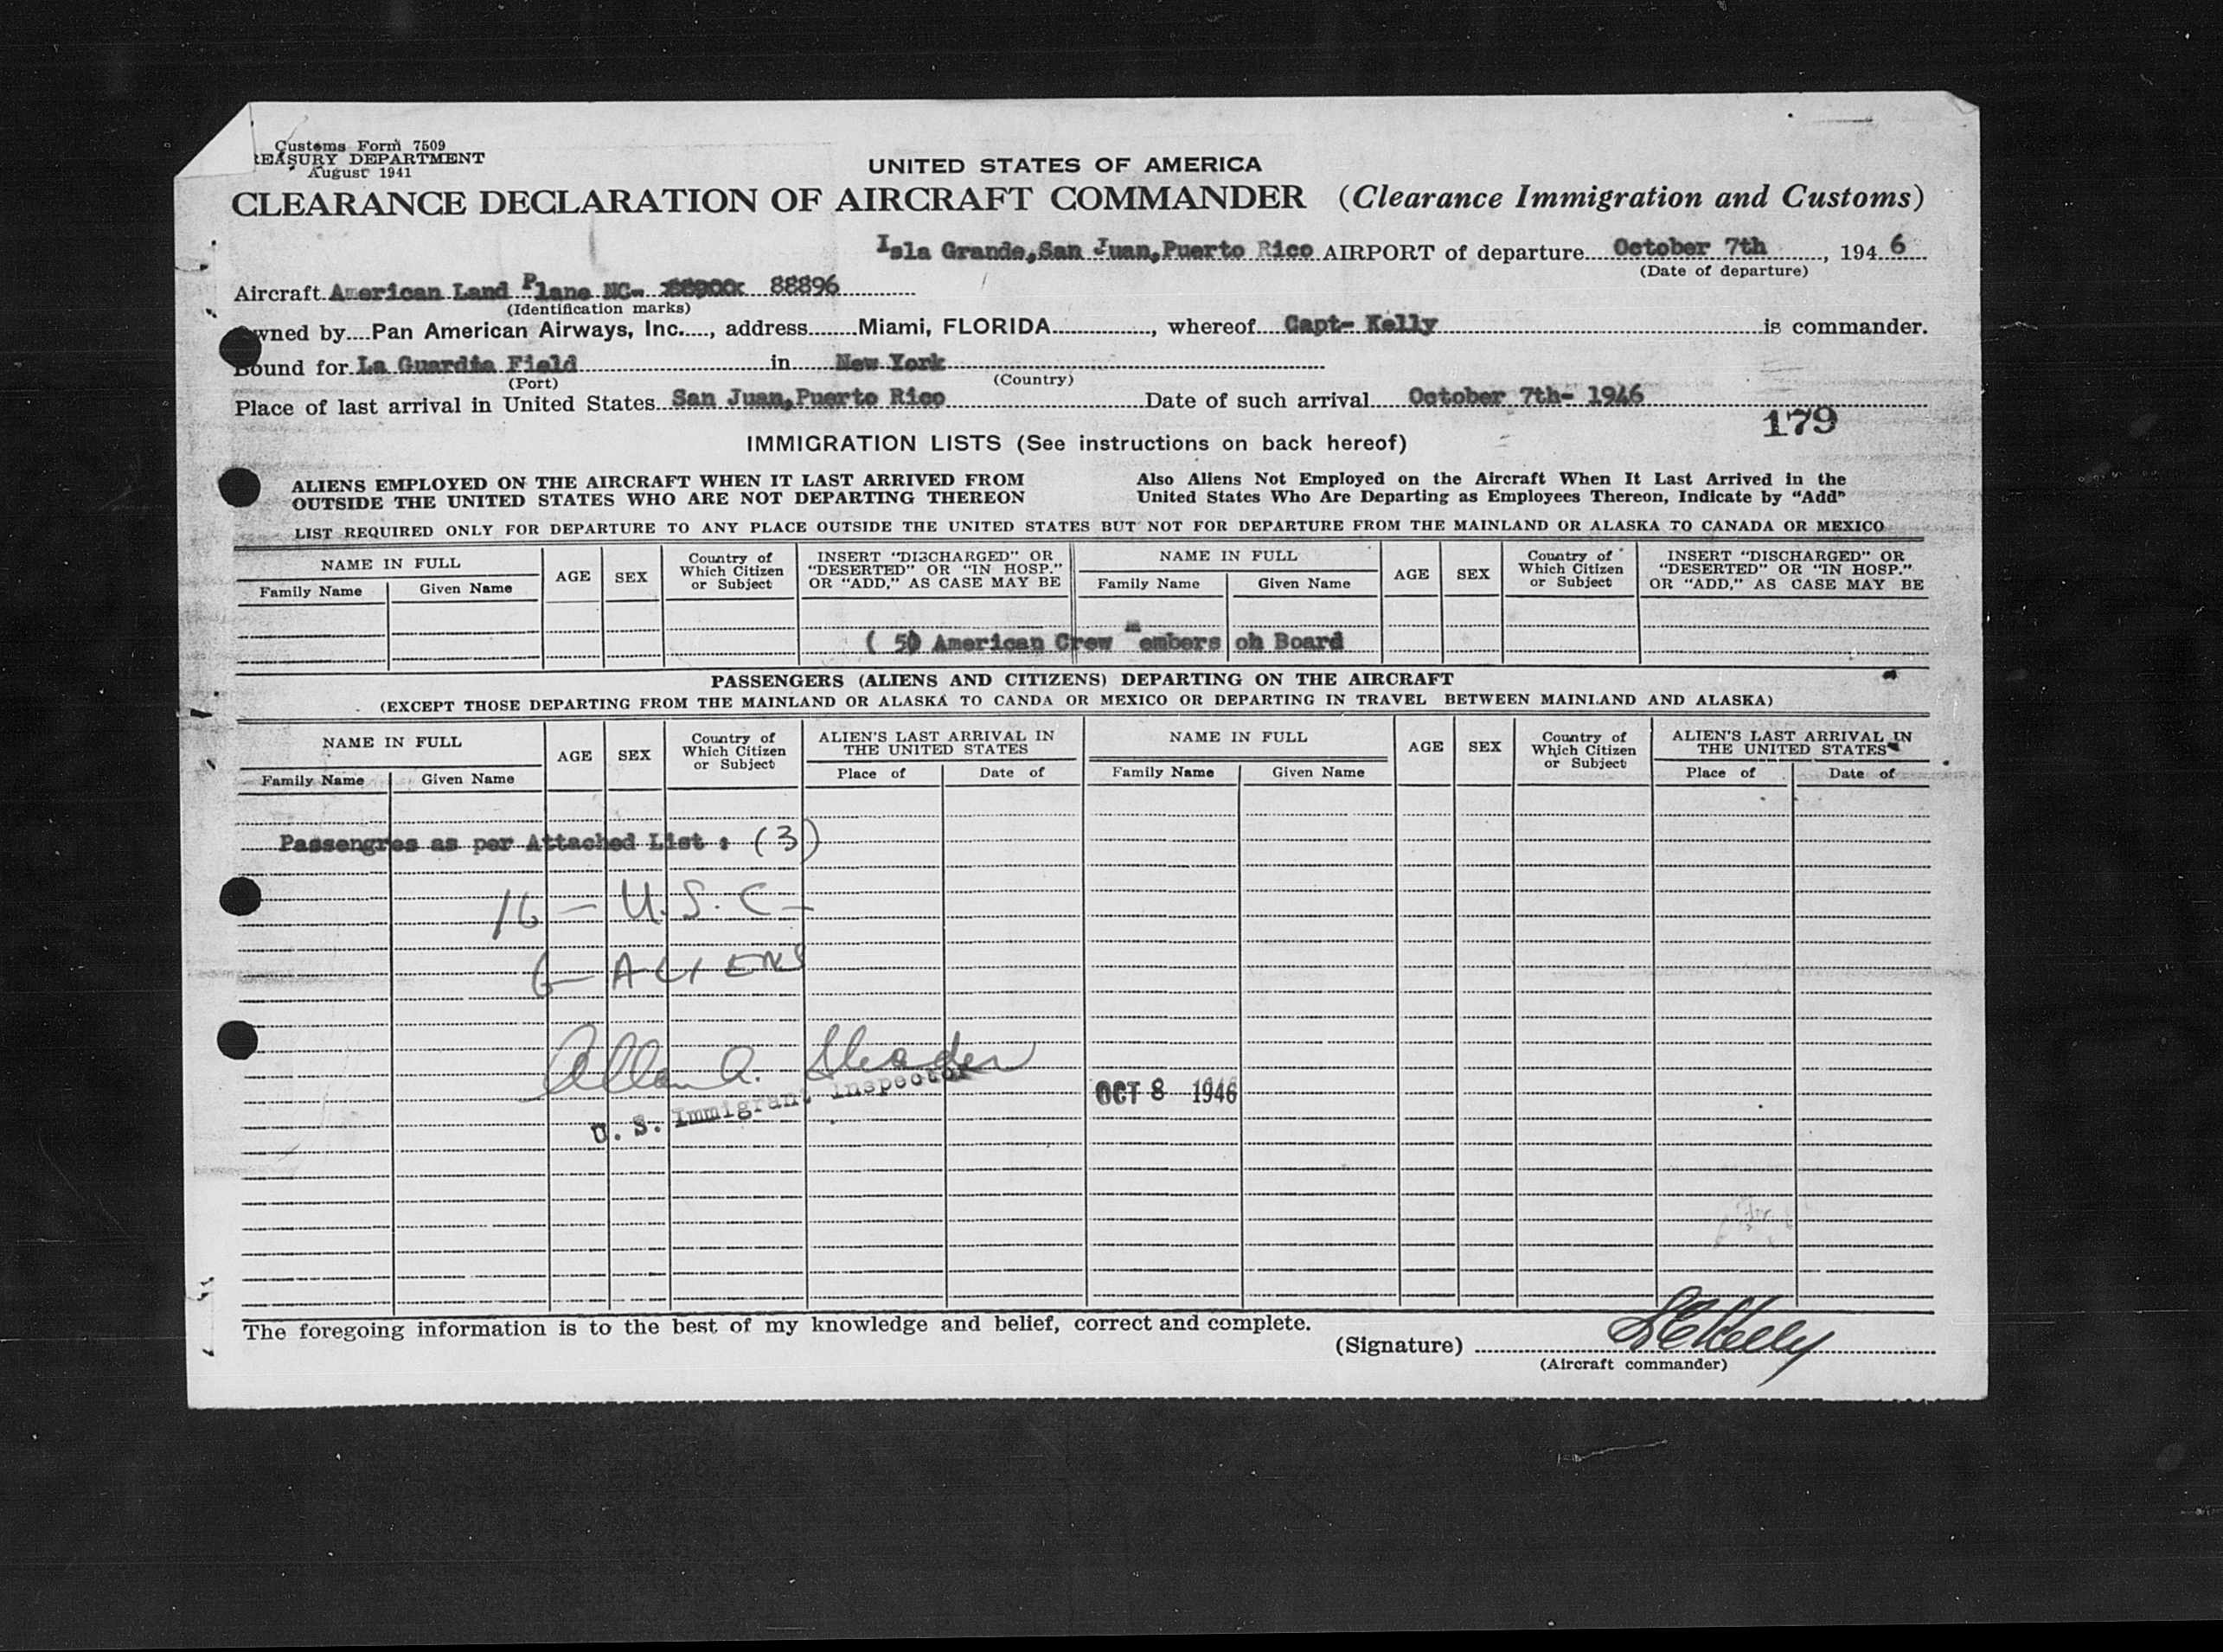 Customs Form 7509
REASURY DEPARTMENT
August 1941
UNITED STATES OF AMERICA
CLEARANCE DECLARATION OF AIRCRAFT COMMANDER (Clearance Immigration and Customs)
Isla Grande,San Juan,Puerto Rico AIRPORT of departure October 7th, 194 6
(Date of departure)
Aircraft American Land Plane NC- 88896
(Identification marks)
Owned by Pan American Airways, Inc., address Miami, FLORIDA, whereof Capt- Kelly is commander.
Bound for La Guardia Field in New York
(Port) (Country)
Place of last arrival in United States San Juan,Puerto Rico Date of such arrival October 7th- 1946
179
IMMIGRATION LISTS (See instructions on back hereof)
ALIENS EMPLOYED ON THE AIRCRAFT WHEN IT LAST ARRIVED FROM
OUTSIDE THE UNITED STATES WHO ARE NOT DEPARTING THEREON
Also Aliens Not Employed on the Aircraft When It Last Arrived in the
United States Who Are Departing as Employees Thereon, Indicate by "Add"
LIST REQUIRED ONLY FOR DEPARTURE TO ANY PLACE OUTSIDE THE UNITED STATES BUT NOT FOR DEPARTURE FROM THE MAINLAND OR ALASKA TO CANADA OR MEXICO
NAME IN FULL
Family Name Given Name
AGE
SEX
Country of
Which Citizen
or Subject
INSERT "DISCHARGED" OR
"DESERTED" OR "IN HOSP."
OR "ADD," AS CASE MAY BE
NAME IN FULL
Family Name Given Name
AGE
SEX
Country of
Which Citizen
or Subject
INSERT "DISCHARGED" OR
"DESERTED" OR "IN HOSP."
OR "ADD," AS CASE MAY BE
( 5) American Crew members on Board
PASSENGERS (ALIENS AND CITIZENS) DEPARTING ON THE AIRCRAFT
(EXCEPT THOSE DEPARTING FROM THE MAINLAND OR ALASKA TO CANDA OR MEXICO OR DEPARTING IN TRAVEL BETWEEN MAINLAND AND ALASKA)
NAME IN FULL
Family Name Given Name
AGE
SEX
Country of
Which Citizen
or Subject
ALIEN'S LAST ARRIVAL IN
THE UNITED STATES
Place of Date of
NAME IN FULL
Family Name Given Name
AGE
SEX
Country of
Which Citizen
or Subject
ALIEN'S LAST ARRIVAL IN
THE UNITED STATES
Place of Date of
Passengres as per Attached List : (3)
16 - U.S.C-
6- ALIENS
Allan A.
U. S. Immigrant Inspector
OCT 8 1946
The foregoing information is to the best of my knowledge and belief, correct and complete.
(Signature) Kelly
(Aircraft commander)